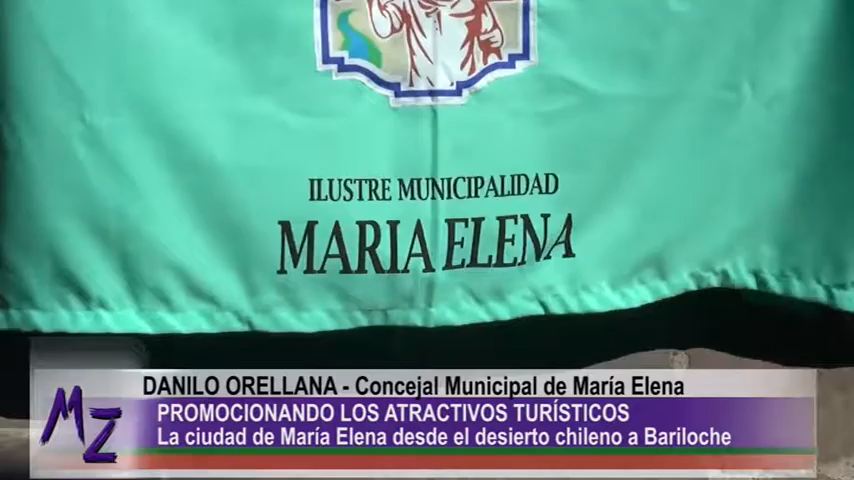 ILUSTRE MUNICIPALIDAD
MARIA ELENA
DANILO ORELLANA - Concejal Municipal de María Elena
MZ
PROMOCIONANDO LOS ATRACTIVOS TURÍSTICOS
La ciudad de María Elena desde el desierto chileno a Bariloche